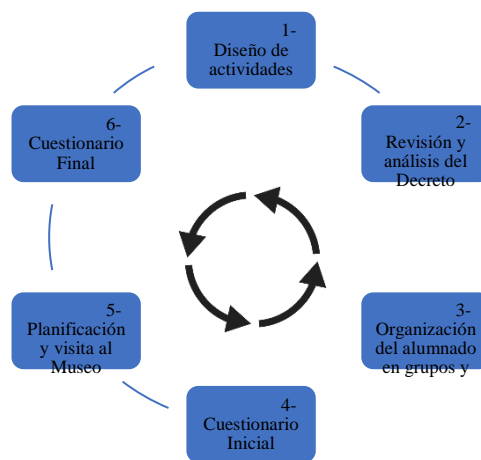 1-
Diseño de
actividades
2-
Revisión y
análisis del
Decreto
3-
Organización
del alumnado
en grupos y
4-
Cuestionario
Inicial
5-
Planificación
y visita al
Museo
6-
Cuestionario
Final